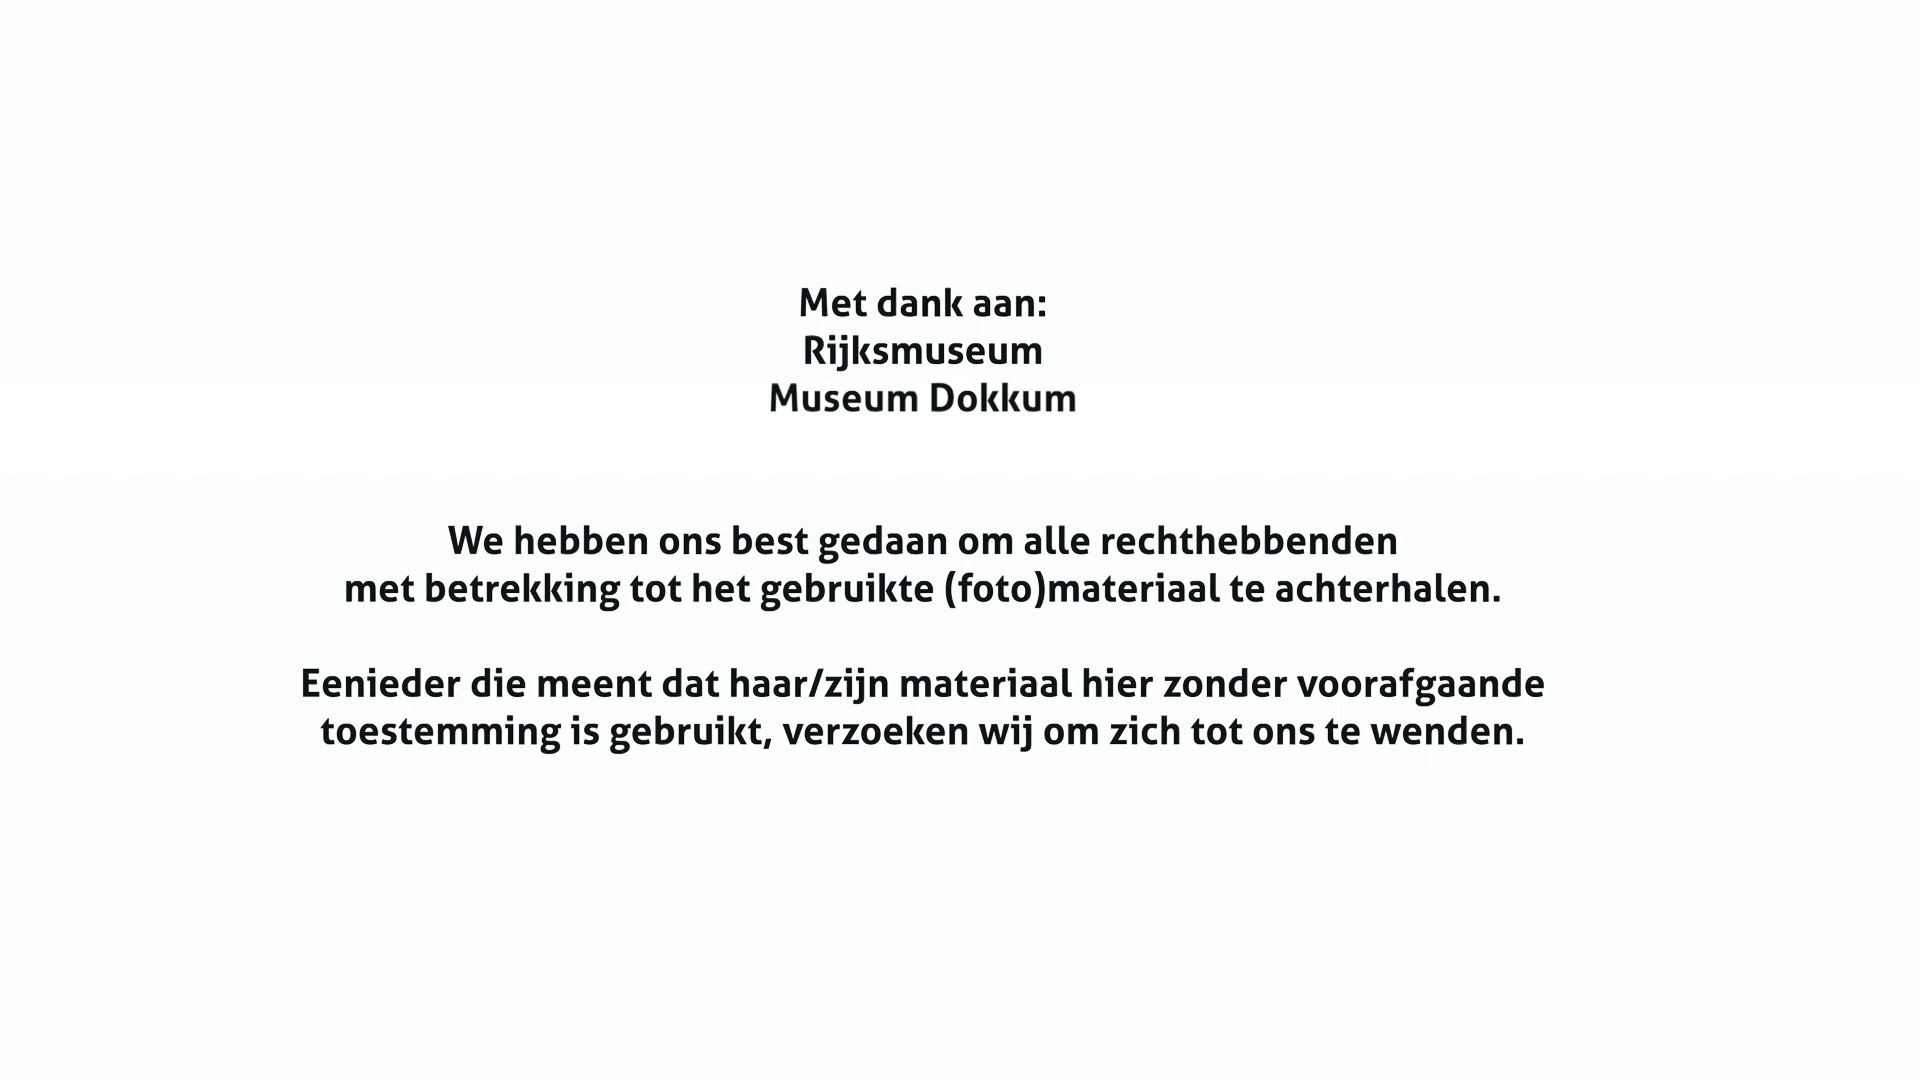 Met dank aan:
Rijksmuseum
Museum Dokkum
We hebben ons best gedaan om alle rechthebbenden
met betrekking tot het gebruikte (foto)materiaal te achterhalen.
Eenieder die meent dat haar/zijn materiaal hier zonder voorafgaande
toestemming is gebruikt, verzoeken wij om zich tot ons te wenden.